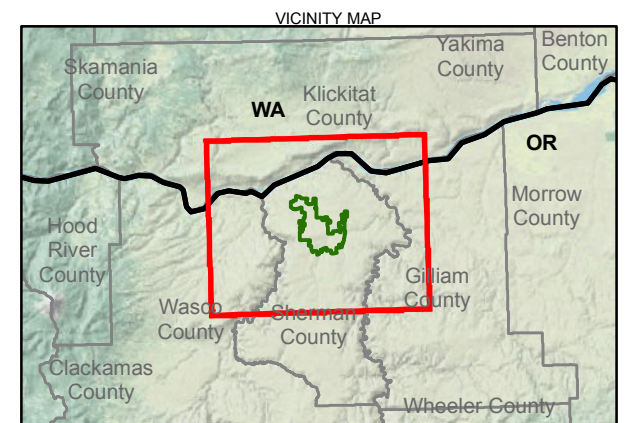 VICINITY MAP
Skamania
County
Yakima
County
Benton
County
WA
Klickitat
County
OR
Morrow
County
Hood
River
County
Gilliam
County
Wasco
County
Sherman
County
Clackamas
County
Wheeler County